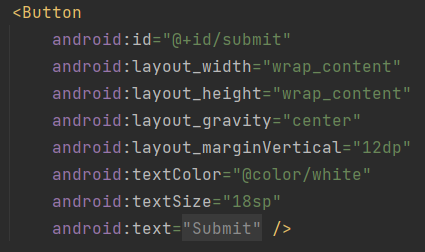 <Button
android:id="@+id/submit"
android:layout_width="wrap_content"
android:layout_height="wrap_content"
android:layout_gravity="center"
android:layout_marginVertical="12dp"
android:textColor="@color/white"
android:textSize="18sp"
android:text="Submit" />